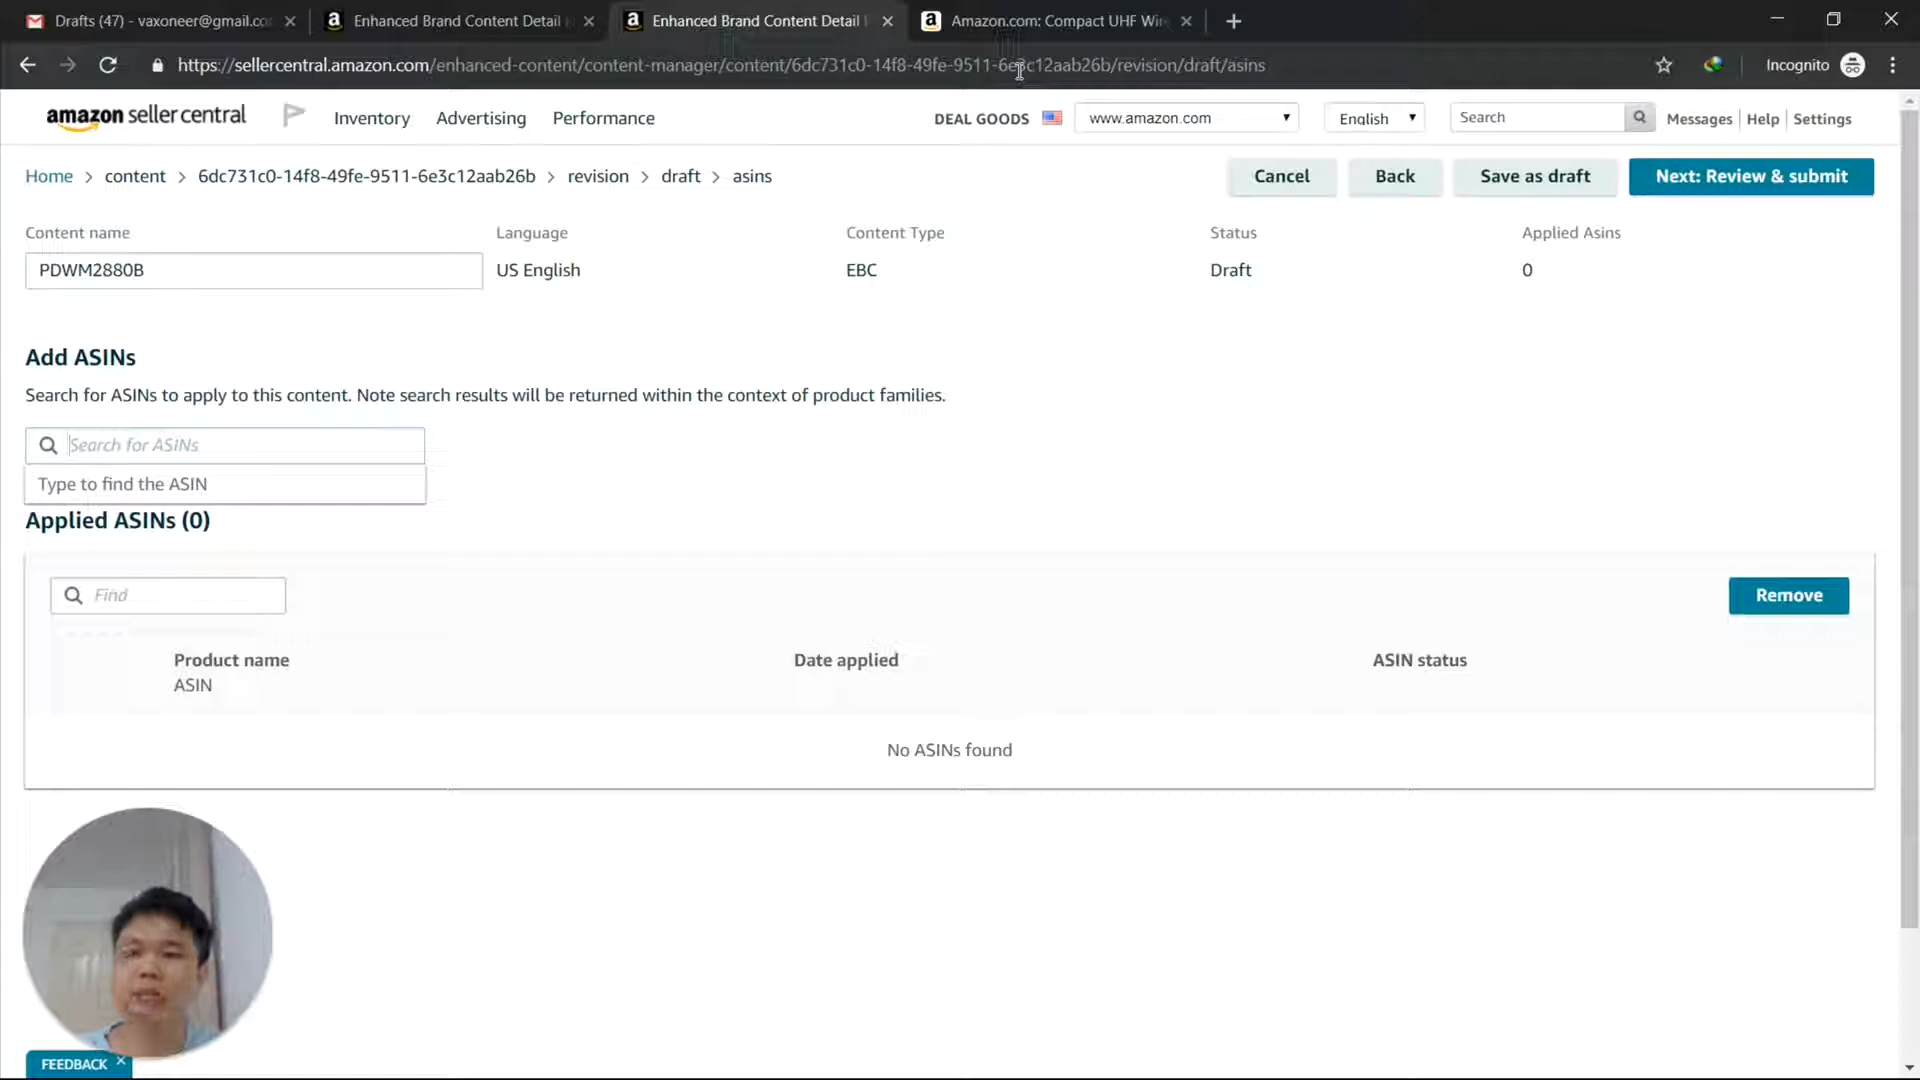 Drafts (47) - vaxoneer@gmail.co
Enhanced Brand Content Detail
Enhanced Brand Content Detail
Amazon.com: Compact UHF Wire
https://sellercentral.amazon.com/enhanced-content/content-manager/content/6dc731c0-14f8-49fe-9511-6e3c12aab26b/revision/draft/asins
Incognito
amazon seller central
Inventory
Advertising
Performance
DEAL GOODS
www.amazon.com
English
Search
Messages
Help
Settings
Home > content > 6dc731c0-14f8-49fe-9511-6e3c12aab26b > revision > draft > asins
Cancel
Back
Save as draft
Next: Review & submit
Content name
Language
Content Type
Status
Applied Asins
PDWM2880B
US English
EBC
Draft
0
Add ASINs
Search for ASINs to apply to this content. Note search results will be returned within the context of product families.
Search for ASINs
Type to find the ASIN
Applied ASINs (0)
Find
Remove
Product name
Date applied
ASIN status
ASIN
No ASINs found
FEEDBACK